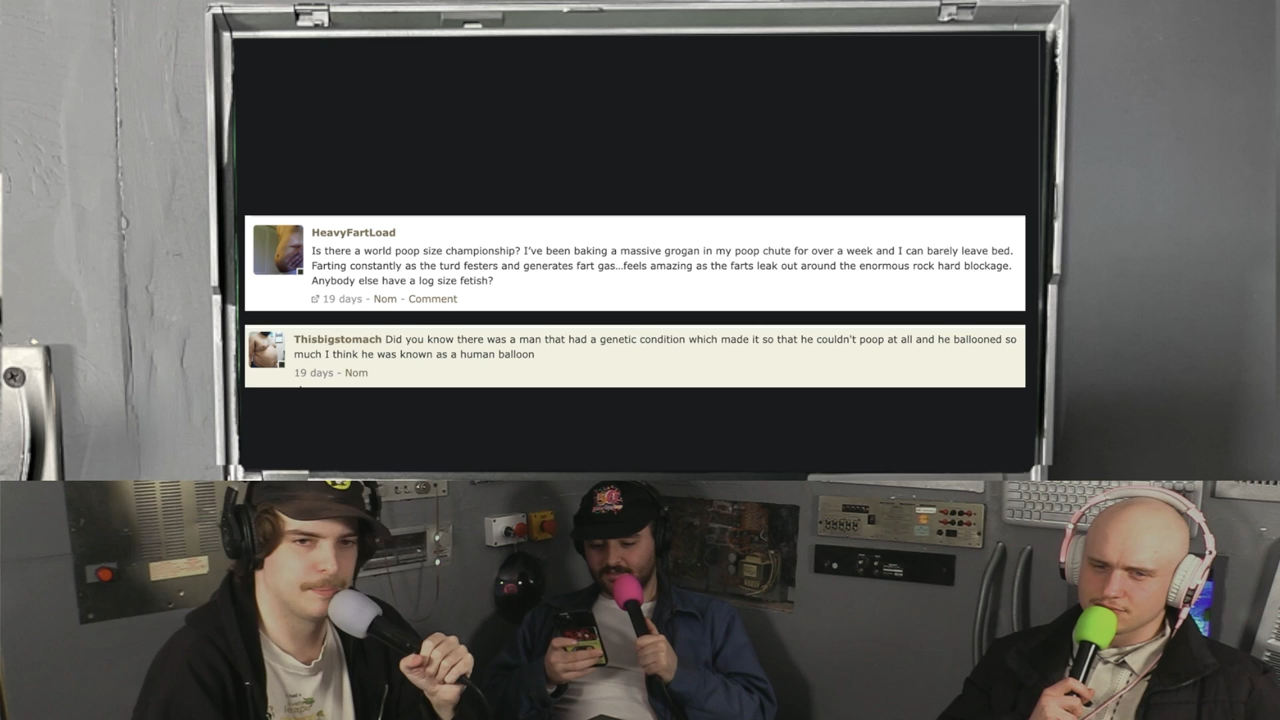 HeavyFartLoad
Is there a world poop size championship? I've been baking a massive grogan in my poop chute for over a week and I can barely leave bed.
Farting constantly as the turd festers and generates fart gas...feels amazing as the farts leak out around the enormous rock hard blockage.
Anybody else have a log size fetish?
19 days - Nom - Comment
Thisbigstomach Did you know there was a man that had a genetic condition which made it so that he couldn't poop at all and he ballooned so
much I think he was known as a human balloon
19 days - Nom